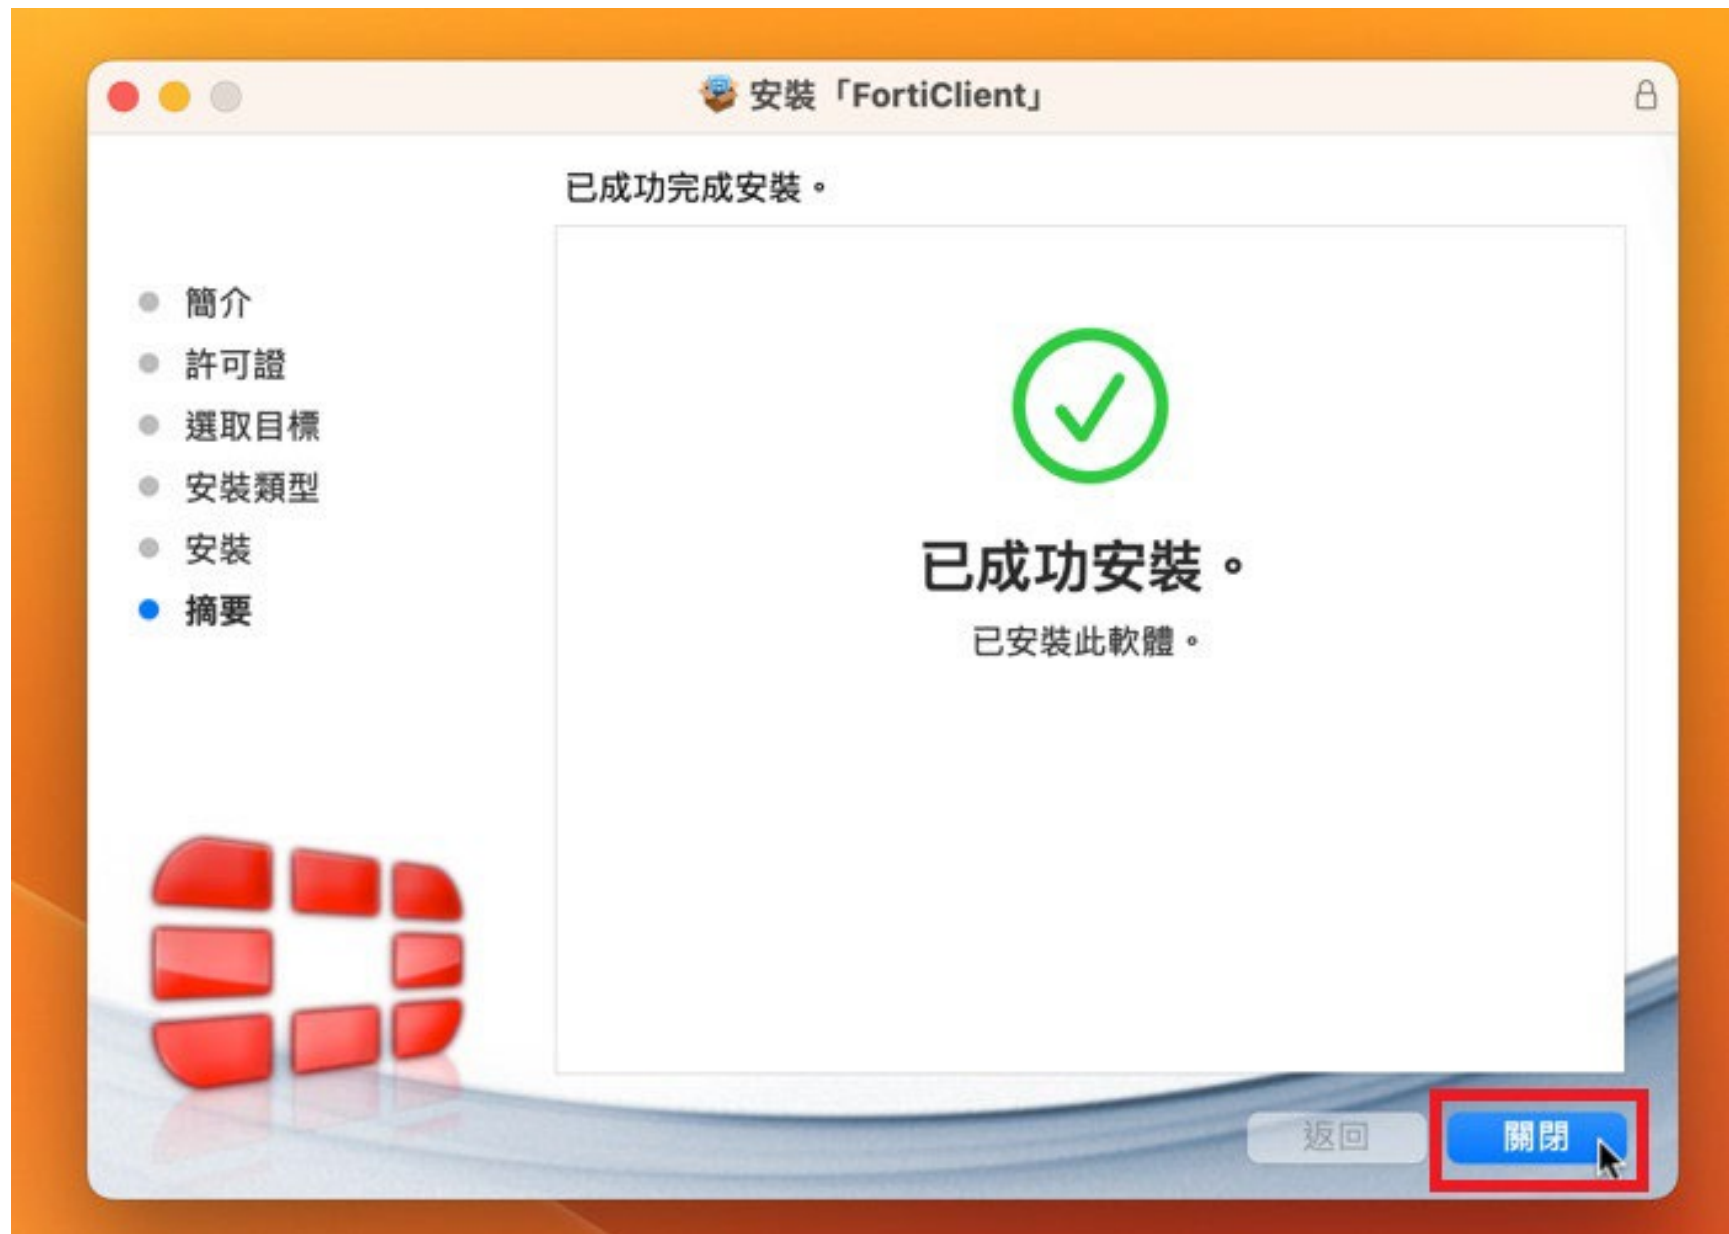 安裝「FortiClient」
已成功完成安裝。
簡介
許可證
選取目標
安裝類型
安裝
摘要
已成功安裝。
已安裝此軟體。
返回
關閉